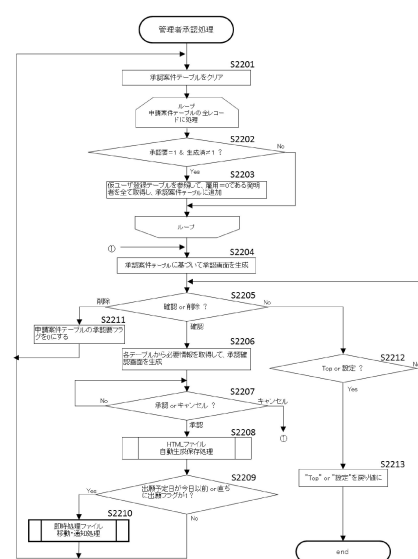 管理者承認処理
S2201
承認案件テーブルをクリア
ループ
申請案件テーブルの全レコー
ドに処理
S2202
承認要=1 & 生成済≠1 ?
No
Yes
S2203
仮ユーザ登録テーブルを参照して、雇用=0である発明
者を全て取得し、承認案件テーブルに追加
ループ
①
S2204
承認案件テーブルに基づいて承認画面を生成
S2205
確認 or 削除 ?
削除
No
確認
S2211
申請案件テーブルの承認要フラ
グを0にする
S2206
各テーブルから必要情報を取得して、承認確
認画面を生成
S2212
Top or 設定 ?
No
Yes
S2207
承認 or キャンセル ?
No
キャンセル
承認
①
S2208
HTMLファイル
自動生成保存処理
S2209
出願予定日が今日以前 or 直ち
に出願フラグが1?
Yes
No
S2210
即時処理ファイル
移動・通知処理
S2213
"Top" or "設定"を戻り値に
end